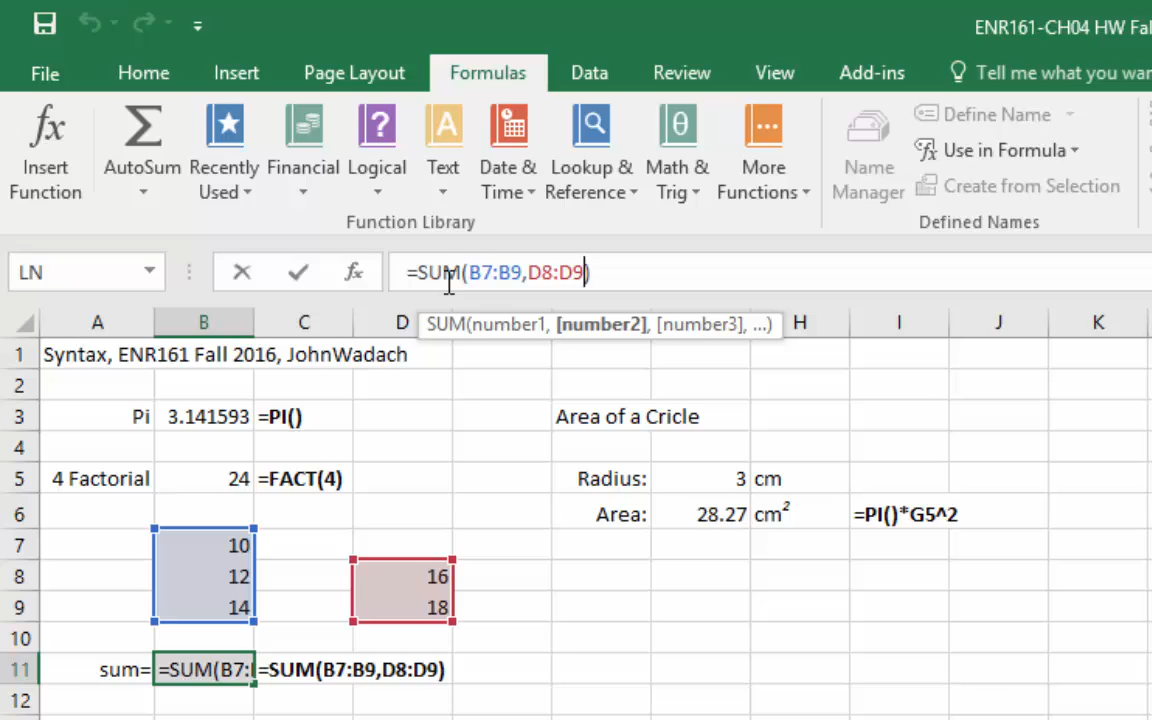 ENR161-CH04 HW Fal
File Home Insert Page Layout Formulas Data Review View Add-ins Tell me what you wan
Insert Function
AutoSum
Recently Used
Financial
Logical
Text
Date & Time
Lookup & Reference
Math & Trig
More Functions
Name Manager
Define Name
Use in Formula
Create from Selection
Function Library
Defined Names
LN
fx
=SUM(B7:B9,D8:D9)
SUM(number1, [number2], [number3], ...)
A B C D H I J K
1 Syntax, ENR161 Fall 2016, JohnWadach
2
3 Pi 3.141593 =PI() Area of a Cricle
4
5 4 Factorial 24 =FACT(4) Radius: 3 cm
6 Area: 28.27 cm² =PI()*G5^2
7 10
8 12 16
9 14 18
10
11 sum= =SUM(B7: =SUM(B7:B9,D8:D9)
12